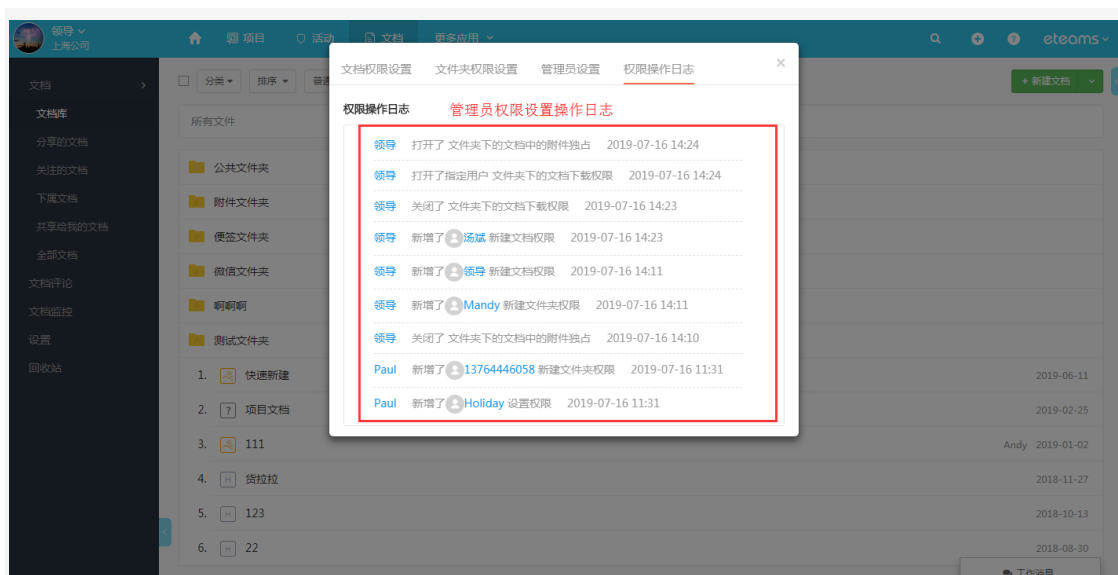 领导
上海公司
项目 活动 文档 更多应用
eteams
文档
文档库
分享的文档
关注的文档
下属文档
共享给我的文档
全部文档
文档评论
文档监控
设置
回收站
分类 排序
+ 新建文档
所有文件
公共文件夹
附件文件夹
便签文件夹
微信文件夹
啊啊啊
测试文件夹
1. 快速新建 2019-06-11
2. ? 项目文档 2019-02-25
3. 111 Andy 2019-01-02
4. H 货拉拉 2018-11-27
5. H 123 2018-10-13
6. H 22 2018-08-30
文档权限设置 文件夹权限设置 管理员设置 权限操作日志 ×
权限操作日志 管理员权限设置操作日志
领导 打开了 文件夹下的文档中的附件独占 2019-07-16 14:24
领导 打开了指定用户 文件夹下的文档下载权限 2019-07-16 14:24
领导 关闭了 文件夹下的文档下载权限 2019-07-16 14:23
领导 新增了 汤斌 新建文档权限 2019-07-16 14:23
领导 新增了 领导 新建文档权限 2019-07-16 14:11
领导 新增了 Mandy 新建文件夹权限 2019-07-16 14:11
领导 关闭了 文件夹下的文档中的附件独占 2019-07-16 14:10
Paul 新增了 13764446058 新建文件夹权限 2019-07-16 11:31
Paul 新增了 Holiday 设置权限 2019-07-16 11:31